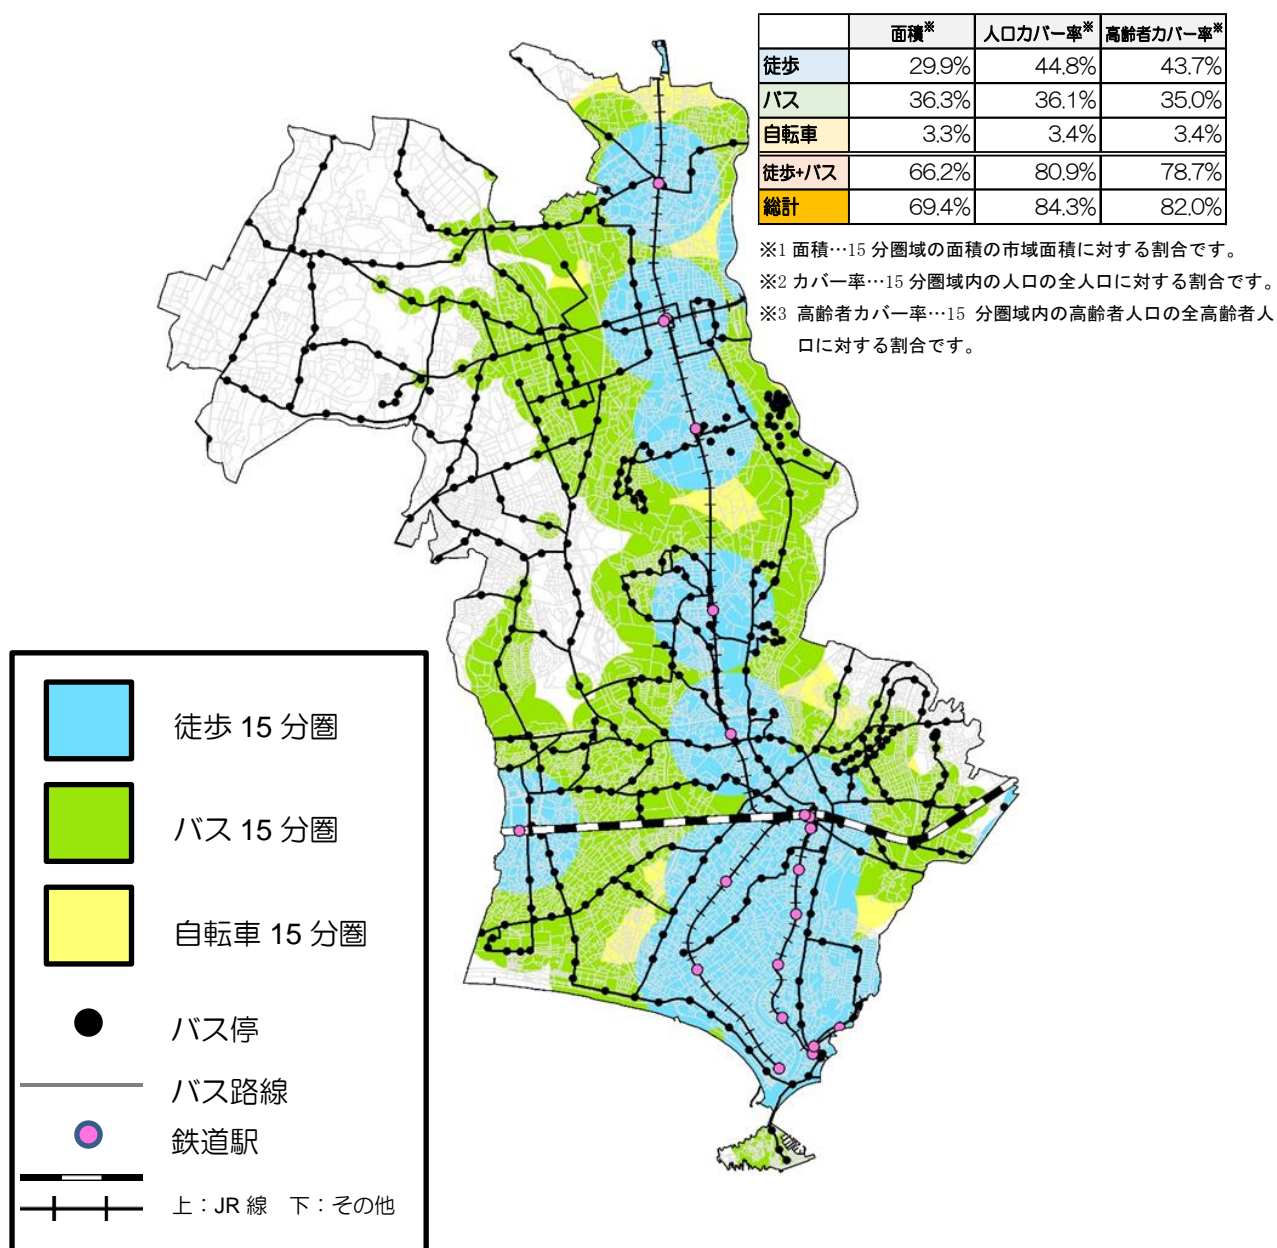 面積※ 人口カバー率※ 高齢者カバー率※
徒歩 29.9% 44.8% 43.7%
バス 36.3% 36.1% 35.0%
自転車 3.3% 3.4% 3.4%
徒歩+バス 66.2% 80.9% 78.7%
総計 69.4% 84.3% 82.0%
※1 面積…15 分圏域の面積の市域面積に対する割合です。
※2 カバー率…15 分圏域内の人口の全人口に対する割合です。
※3 高齢者カバー率…15 分圏域内の高齢者人口の全高齢者人
口に対する割合です。
徒歩 15 分圏
バス 15 分圏
自転車 15 分圏
バス停
バス路線
鉄道駅
上：JR 線　下：その他